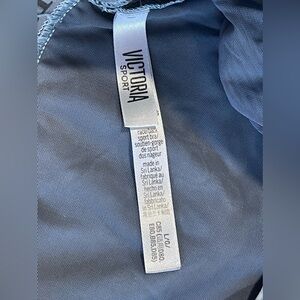 VICTORIA
SPORT
racerback
sport bra/
soutien-gorge
de sport
dos nageur
made in
Sri Lanka/
fabriqué au
Sri Lanka/
hecho en
Sri Lanka/
fabbricato
in Sri Lanka/
L/G/